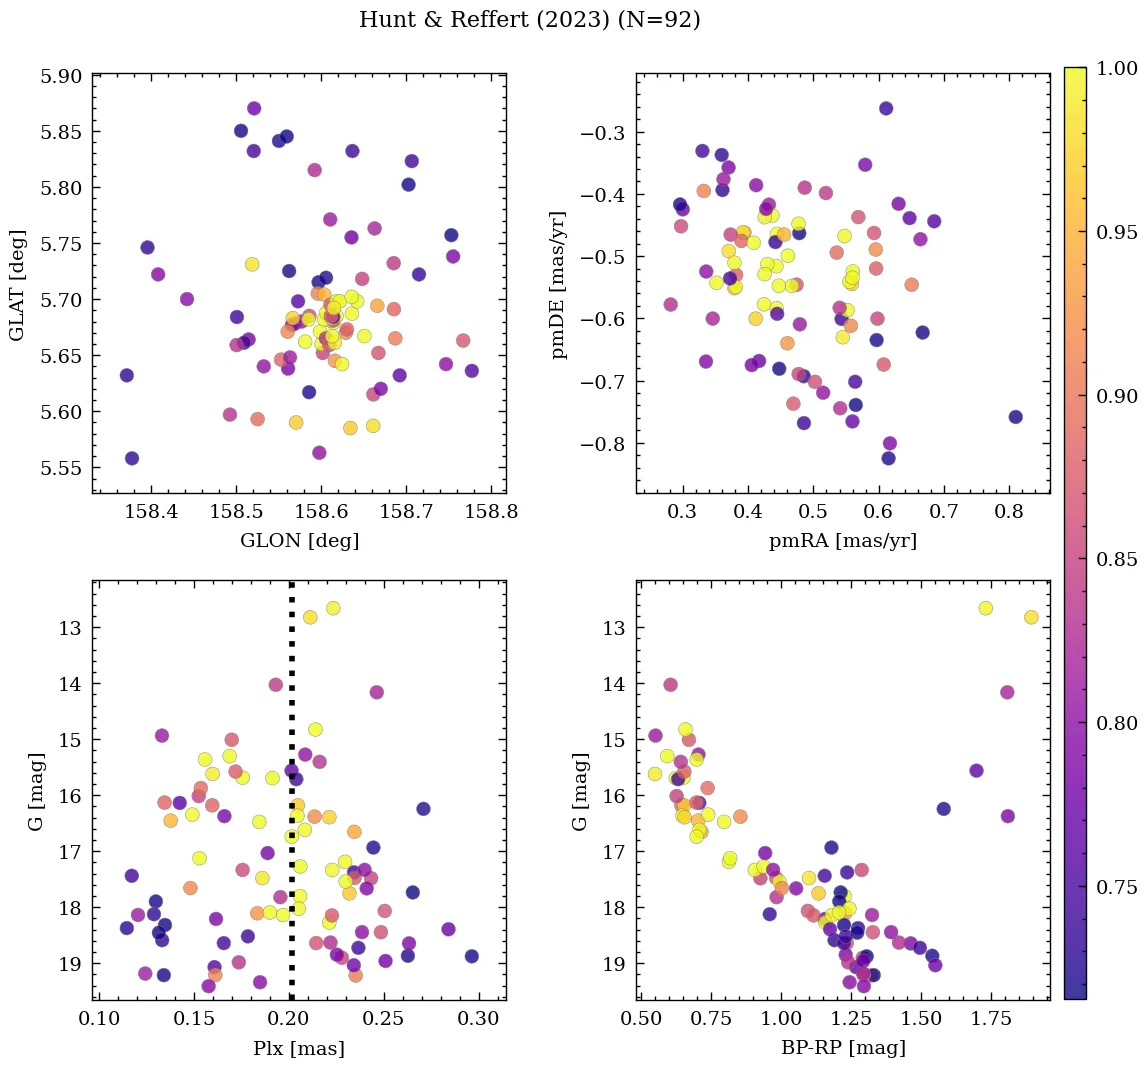 Hunt & Reffert (2023) (N=92)
5.90
5.85
5.80
5.75
5.70
5.65
5.60
5.55
GLAT [deg]
158.4 158.5 158.6 158.7 158.8
GLON [deg]
−0.3
−0.4
−0.5
−0.6
−0.7
−0.8
pmDE [mas/yr]
0.3 0.4 0.5 0.6 0.7 0.8
pmRA [mas/yr]
13
14
15
16
17
18
19
G [mag]
0.10 0.15 0.20 0.25 0.30
Plx [mas]
13
14
15
16
17
18
19
G [mag]
0.50 0.75 1.00 1.25 1.50 1.75
BP-RP [mag]
1.00
0.95
0.90
0.85
0.80
0.75